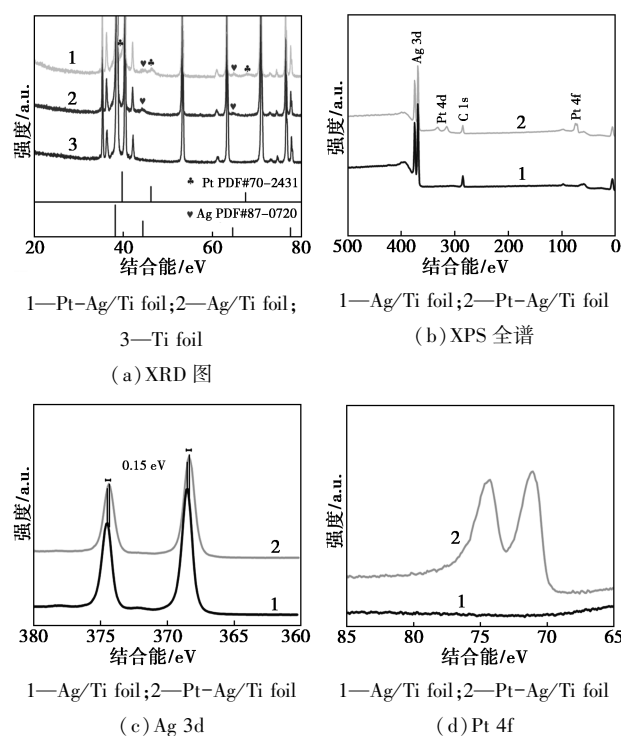 强度/a.u.
1
2
3
♣ Pt PDF#70-2431
♥ Ag PDF#87-0720
20 40 60 80
结合能/eV
1—Pt-Ag/Ti foil;2—Ag/Ti foil;
3—Ti foil
(a) XRD 图
强度/a.u.
Ag 3d
Pt 4d
C 1s
Pt 4f
2
1
500 400 300 200 100 0
结合能/eV
1—Ag/Ti foil;2—Pt-Ag/Ti foil
(b) XPS 全谱
强度/a.u.
0.15 eV
2
1
380 375 370 365 360
结合能/eV
1—Ag/Ti foil;2—Pt-Ag/Ti foil
(c) Ag 3d
强度/a.u.
2
1
85 80 75 70 65
结合能/eV
1—Ag/Ti foil;2—Pt-Ag/Ti foil
(d) Pt 4f